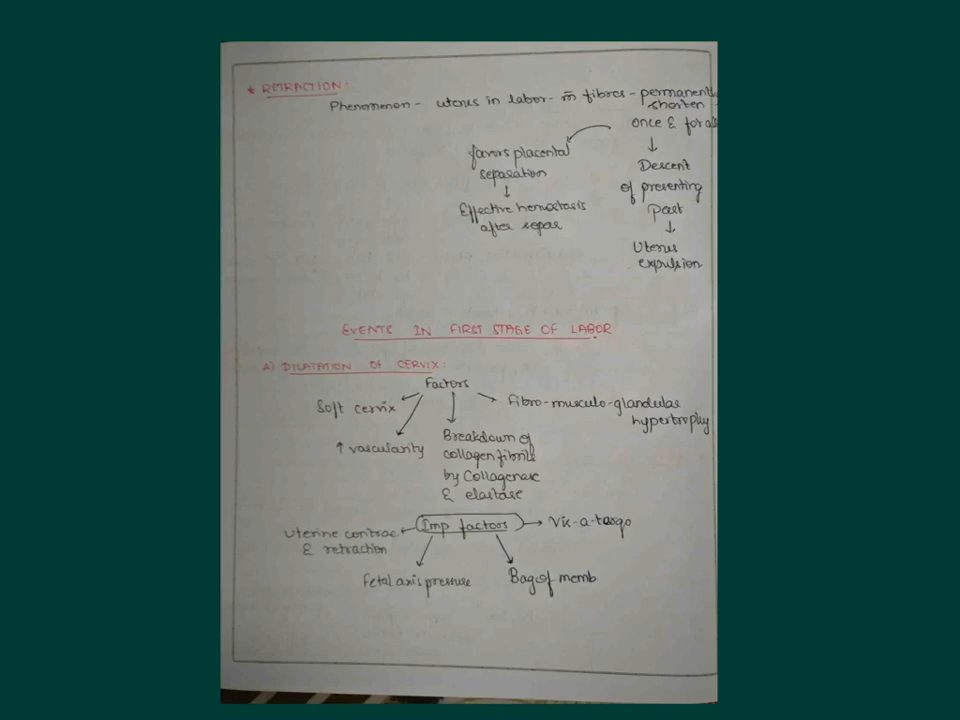 * RETRACTION:
Phenomenon - uterus in labor - m̄ fibres - permanently
shorten
once & for all
favors placental
separation
↓
Effective hemostasis
after separ
↓
Descent
of presenting
Part
↓
Uterus
expulsion
EVENTS IN FIRST STAGE OF LABOR
A) DILATATION OF CERVIX:
Factors
Soft cervix
↑ vascularity
Breakdown of
collagen fibrils
by Collagenase
& elastase
Fibro-musculo-glandular
hypertrophy
Imp factors
Uterine contrac
& retraction
Fetal axis pressure
Bag of memb
Vis-a-tergo